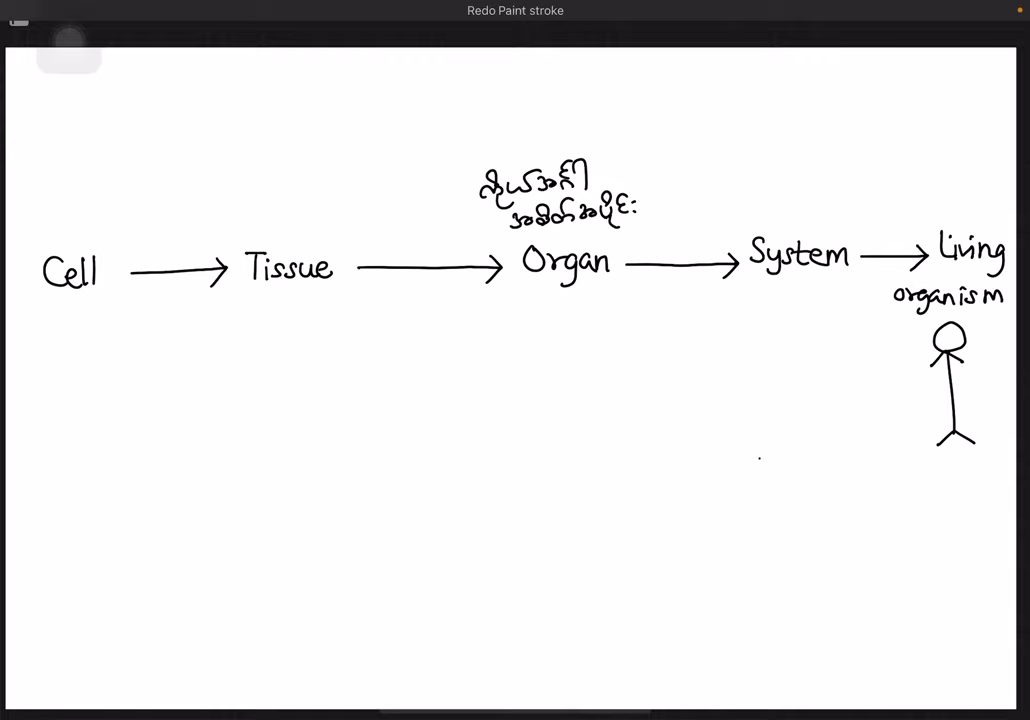 Redo Paint stroke
ကိုယ်အင်္ဂါ
အစိတ်အပိုင်း
Cell → Tissue → Organ → System → Living
organism